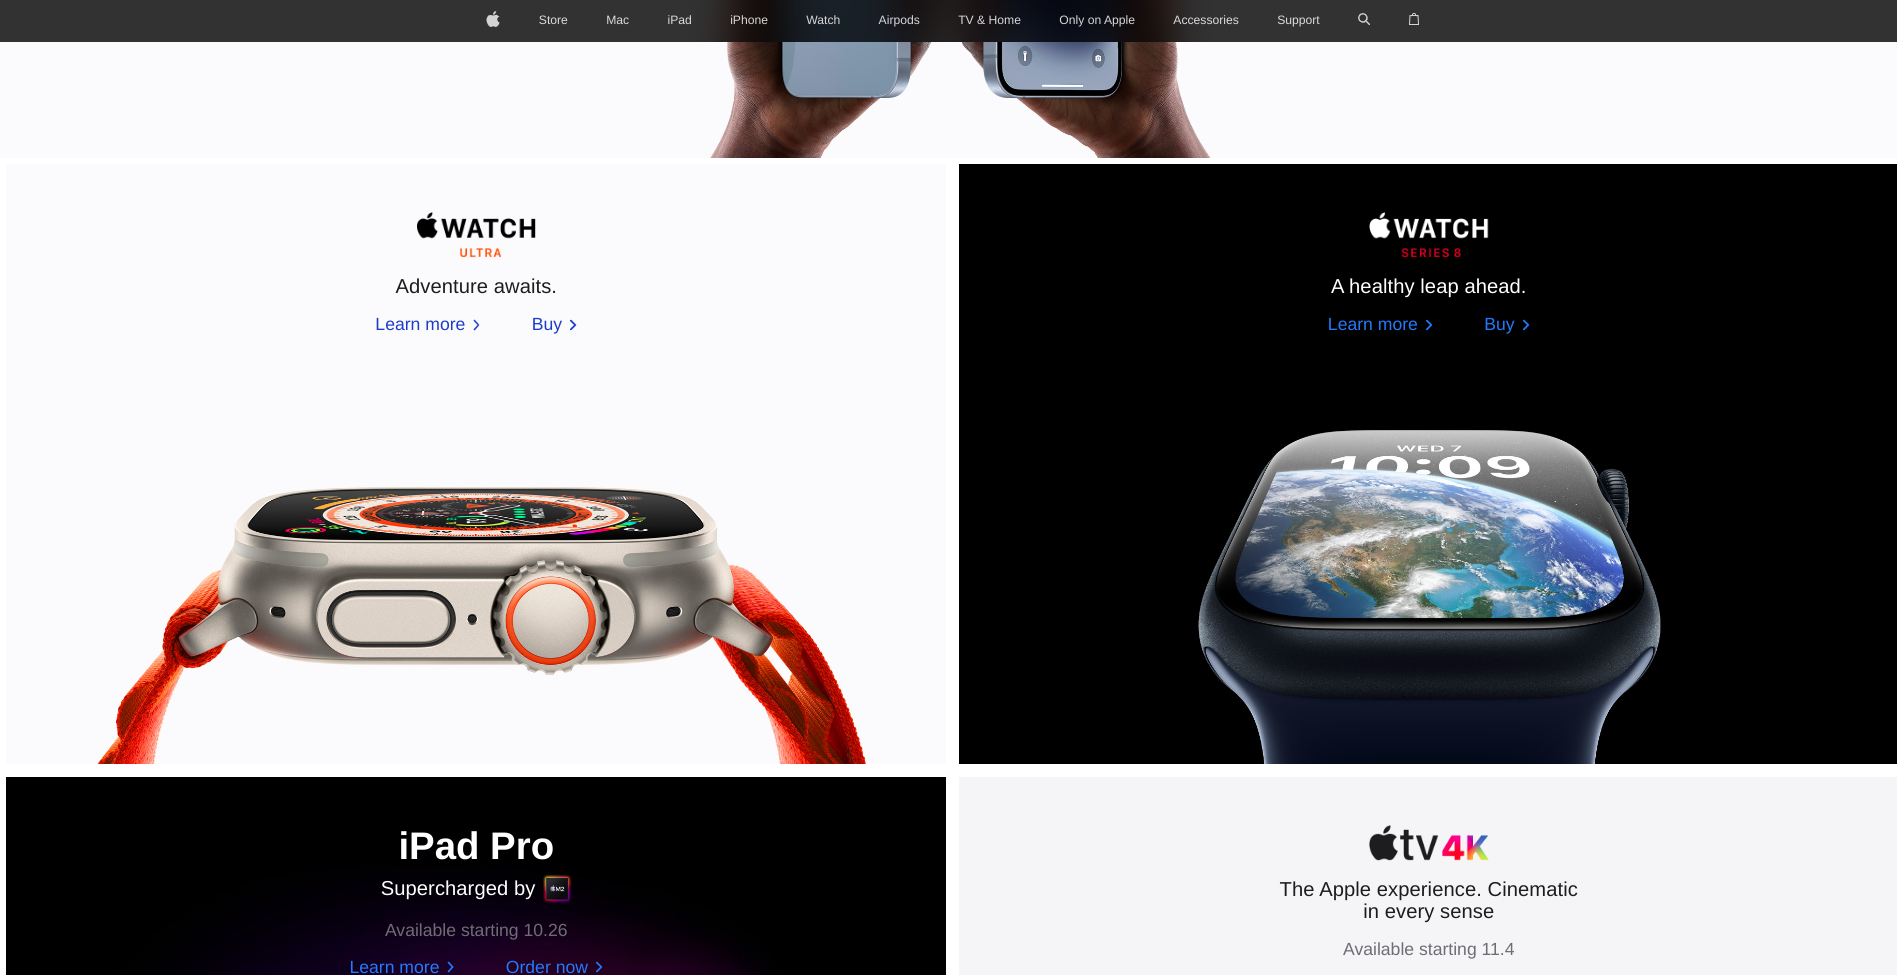 Store Mac iPad iPhone Watch Airpods TV & Home Only on Apple Accessories Support
WATCH
ULTRA
Adventure awaits.
Learn more Buy
WATCH
SERIES 8
A healthy leap ahead.
Learn more Buy
WED 7
10:09
iPad Pro
Supercharged by M2
Available starting 10.26
Learn more Order now
tv 4K
The Apple experience. Cinematic
in every sense
Available starting 11.4